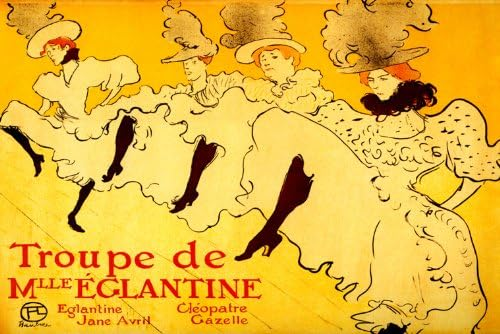 Troupe de
MLLE ÉGLANTINE
Eglantine Cléopatre
Jane Avril Gazelle